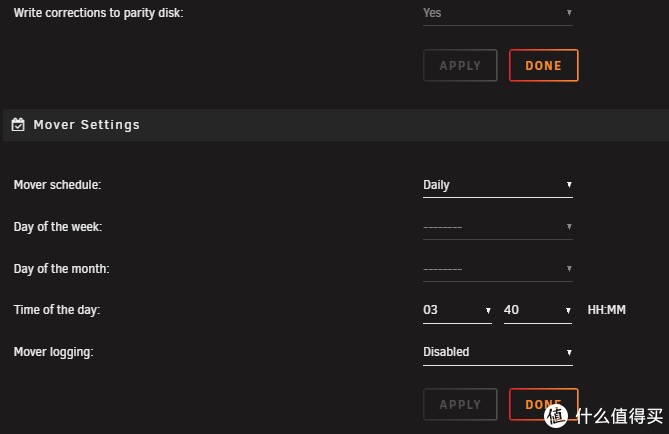 Write corrections to parity disk: Yes
APPLY DONE
Mover Settings
Mover schedule: Daily
Day of the week: --------
Day of the month: --------
Time of the day: 03 40 HH:MM
Mover logging: Disabled
APPLY DONE
值 什么值得买